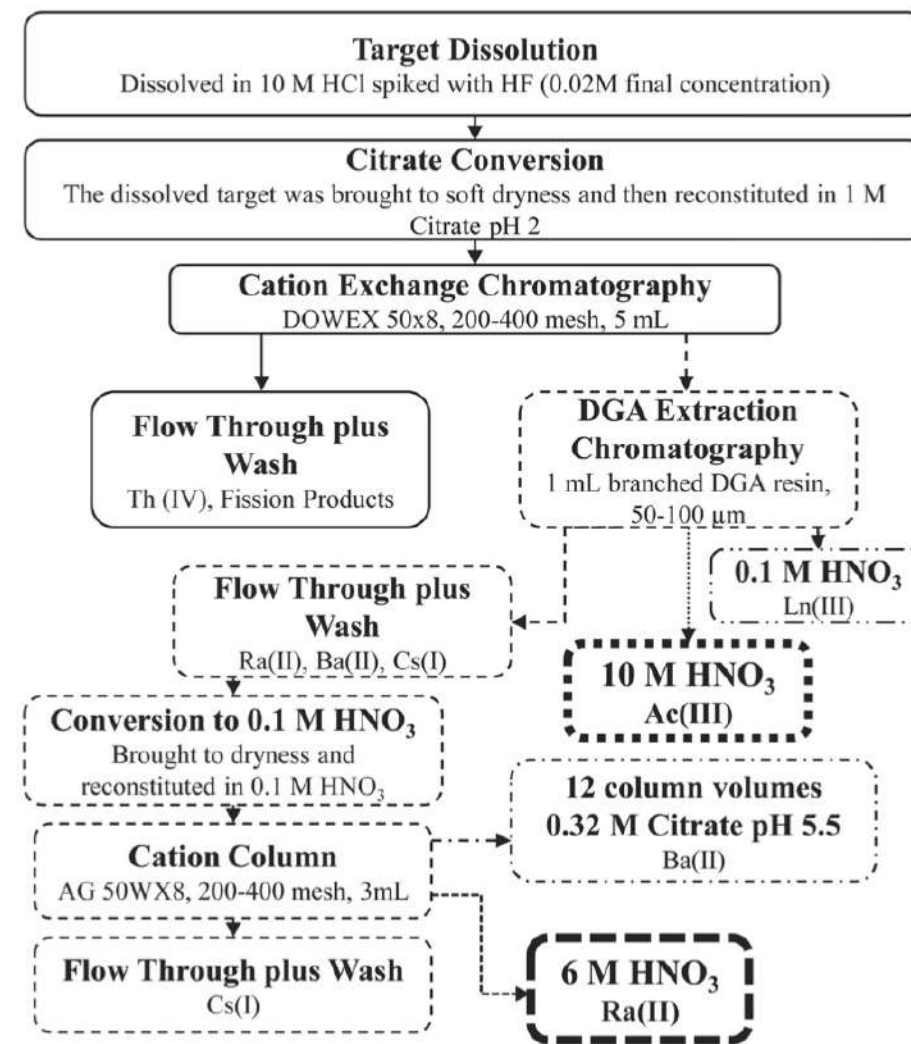 Target Dissolution
Dissolved in 10 M HCl spiked with HF (0.02M final concentration)
Citrate Conversion
The dissolved target was brought to soft dryness and then reconstituted in 1 M
Citrate pH 2
Cation Exchange Chromatography
DOWEX 50x8, 200-400 mesh, 5 mL
Flow Through plus
Wash
Th (IV), Fission Products
DGA Extraction
Chromatography
1 mL branched DGA resin,
50-100 µm
0.1 M HNO₃
Ln(III)
Flow Through plus
Wash
Ra(II), Ba(II), Cs(I)
10 M HNO₃
Ac(III)
Conversion to 0.1 M HNO₃
Brought to dryness and
reconstituted in 0.1 M HNO₃
12 column volumes
0.32 M Citrate pH 5.5
Ba(II)
Cation Column
AG 50WX8, 200-400 mesh, 3mL
Flow Through plus Wash
Cs(I)
6 M HNO₃
Ra(II)